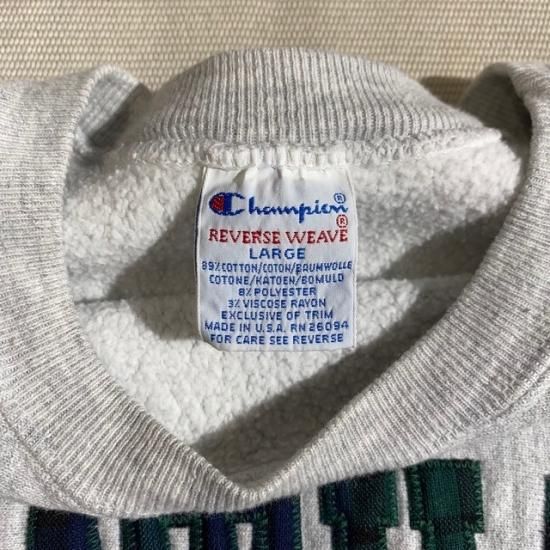 Champion®
REVERSE WEAVE®
LARGE
89% COTTON/COTON/BAUMWOLLE
COTONE/KATOEN/BOMULD
8% POLYESTER
3% VISCOSE RAYON
EXCLUSIVE OF TRIM
MADE IN U.S.A. RN 26094
FOR CARE SEE REVERSE